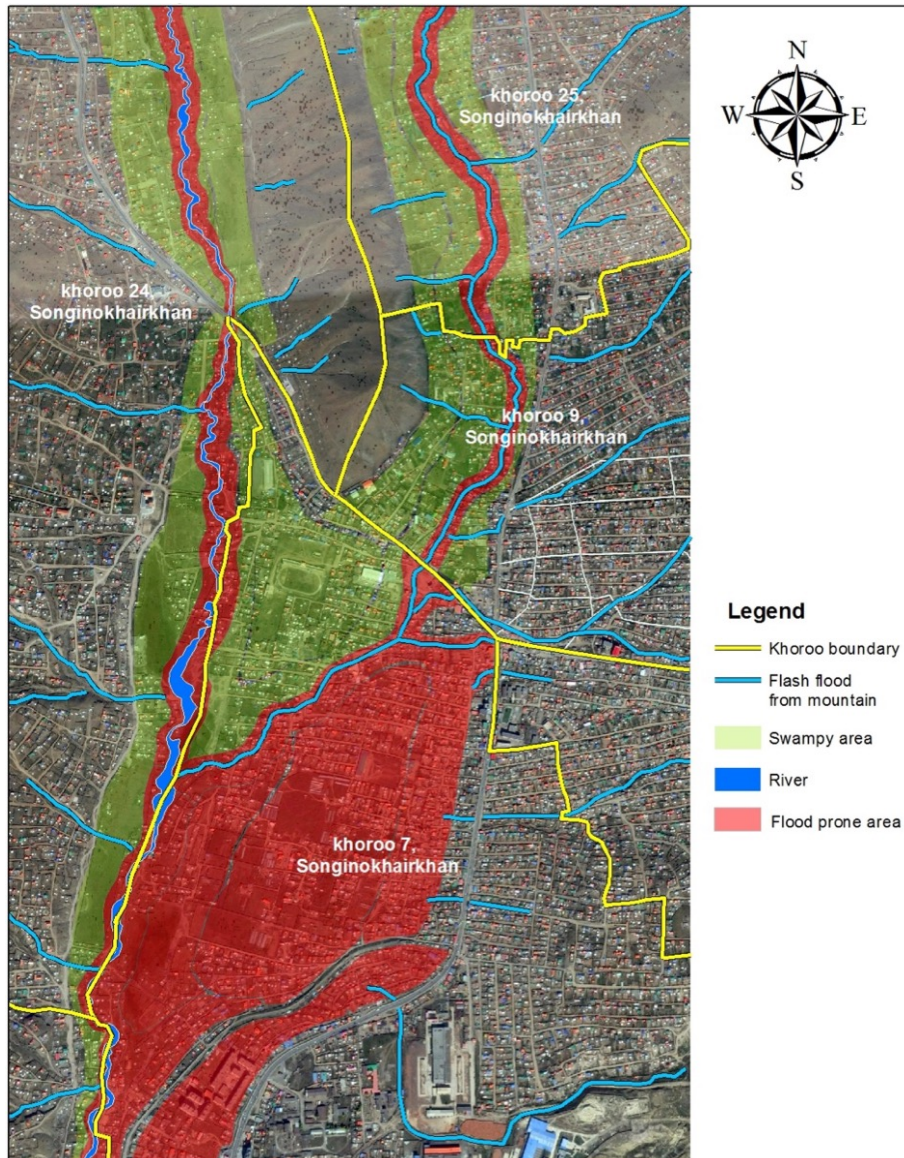 khoroo 25,
Songinokhairkhan
N
W
E
S
khoroo 24,
Songinokhairkhan
khoroo 9,
Songinokhairkhan
khoroo 7,
Songinokhairkhan
Legend
Khoroo boundary
Flash flood
from mountain
Swampy area
River
Flood prone area